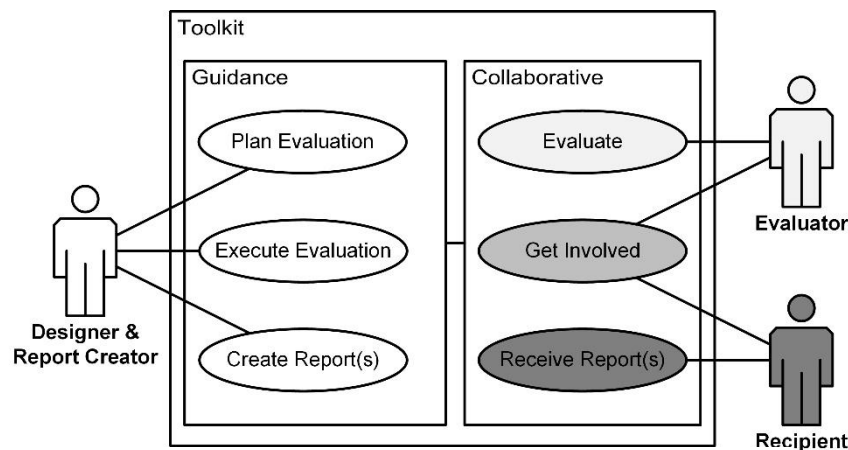 Toolkit
Guidance
Collaborative
Plan Evaluation
Evaluate
Execute Evaluation
Get Involved
Create Report(s)
Receive Report(s)
Designer &
Report Creator
Evaluator
Recipient